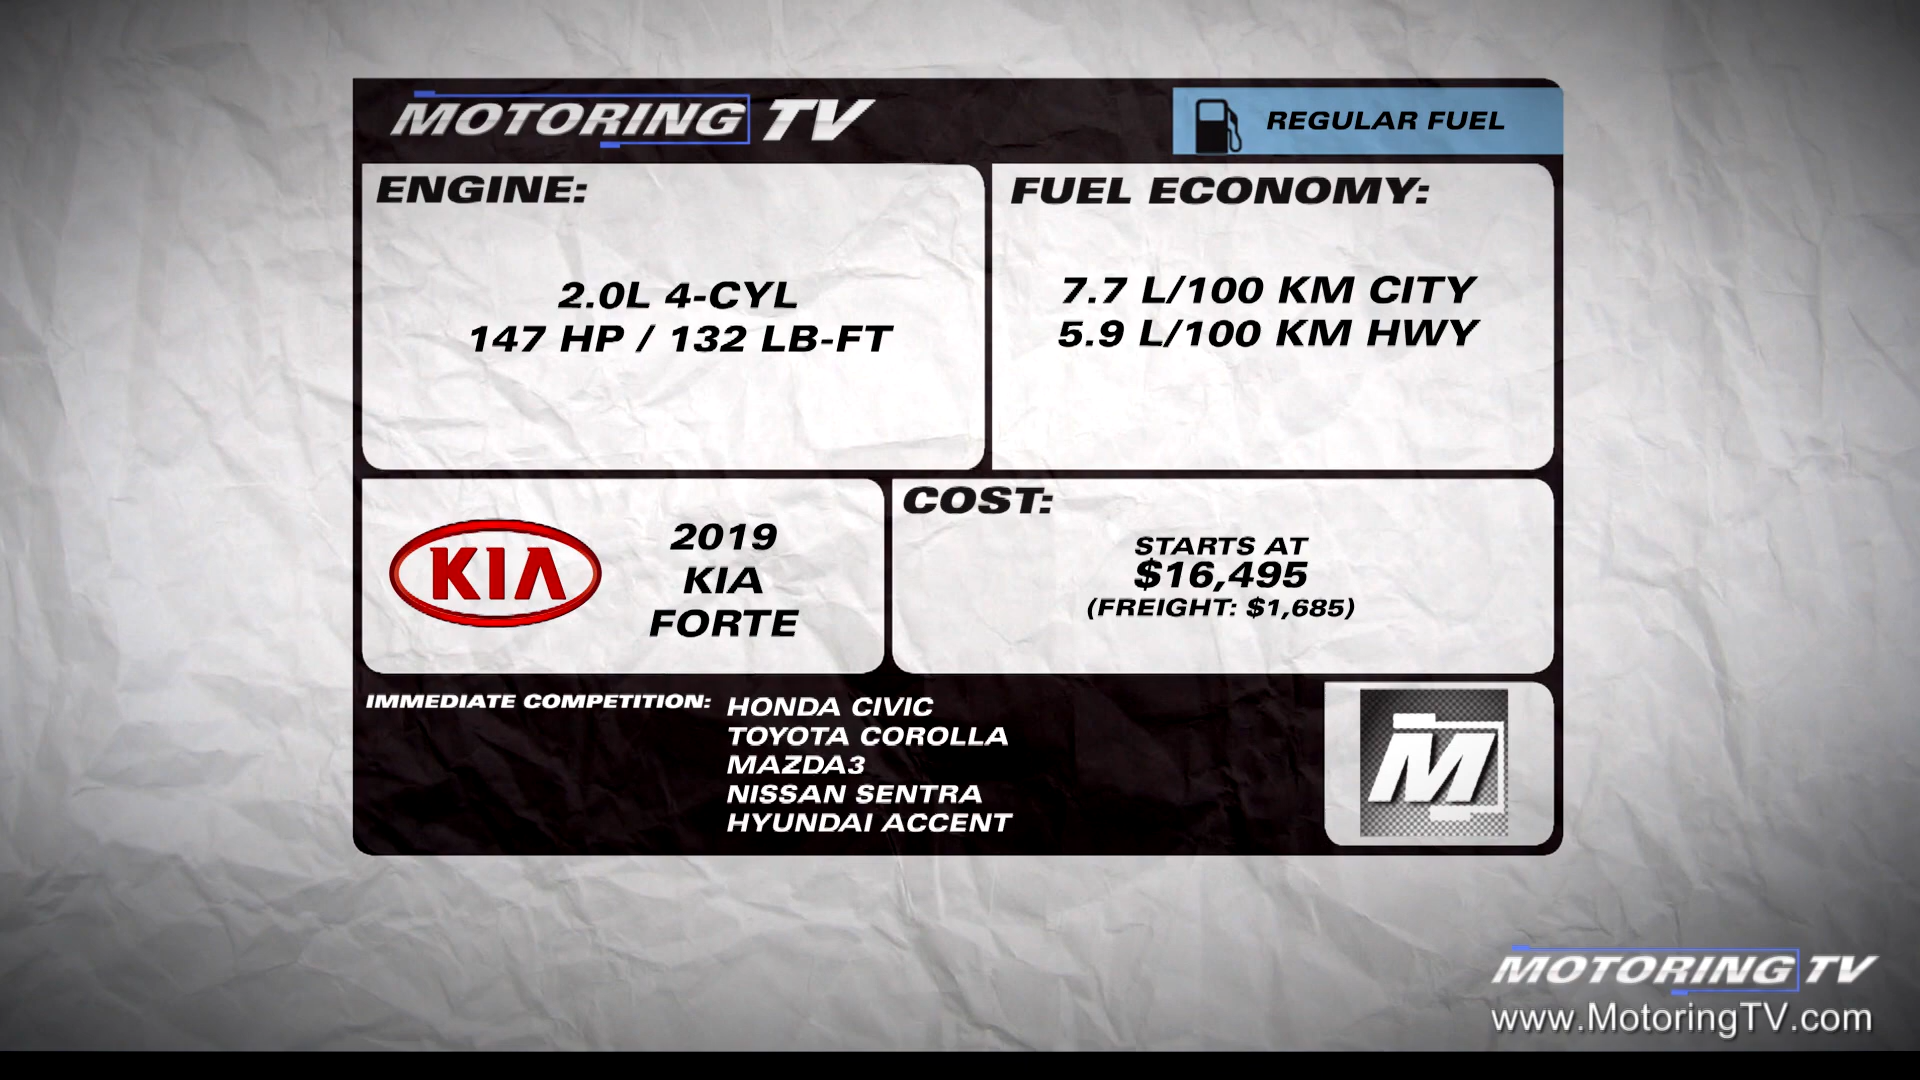 MOTORING TV
REGULAR FUEL
ENGINE:
2.0L 4-CYL
147 HP / 132 LB-FT
FUEL ECONOMY:
7.7 L/100 KM CITY
5.9 L/100 KM HWY
KIA
2019
KIA
FORTE
COST:
STARTS AT
$16,495
(FREIGHT: $1,685)
IMMEDIATE COMPETITION:
HONDA CIVIC
TOYOTA COROLLA
MAZDA3
NISSAN SENTRA
HYUNDAI ACCENT
M
MOTORING TV
www.MotoringTV.com